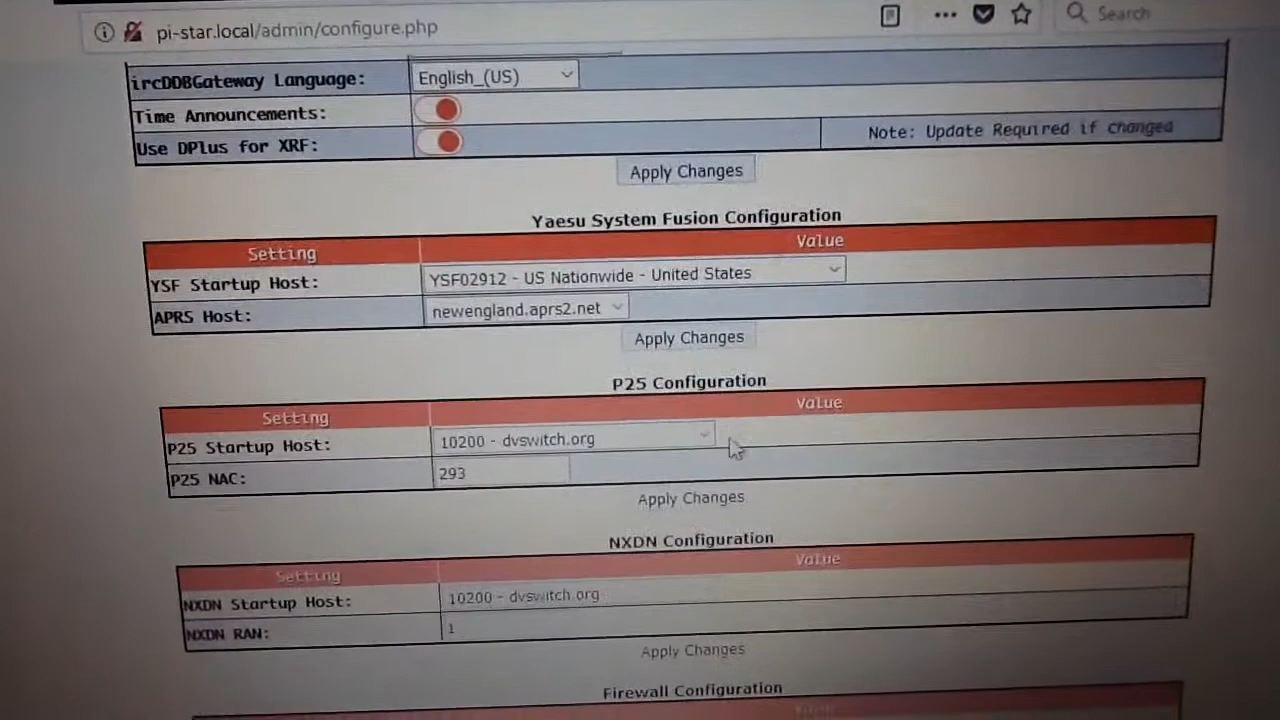 pi-star.local/admin/configure.php
Search
ircDDBGateway Language: English_(US)
Time Announcements:
Use DPlus for XRF: Note: Update Required if changed
Apply Changes
Yaesu System Fusion Configuration
Setting Value
YSF Startup Host: YSF02912 - US Nationwide - United States
APRS Host: newengland.aprs2.net
Apply Changes
P25 Configuration
Setting Value
P25 Startup Host: 10200 - dvswitch.org
P25 NAC: 293
Apply Changes
NXDN Configuration
Setting Value
NXDN Startup Host: 10200 - dvswitch.org
NXDN RAN: 1
Apply Changes
Firewall Configuration